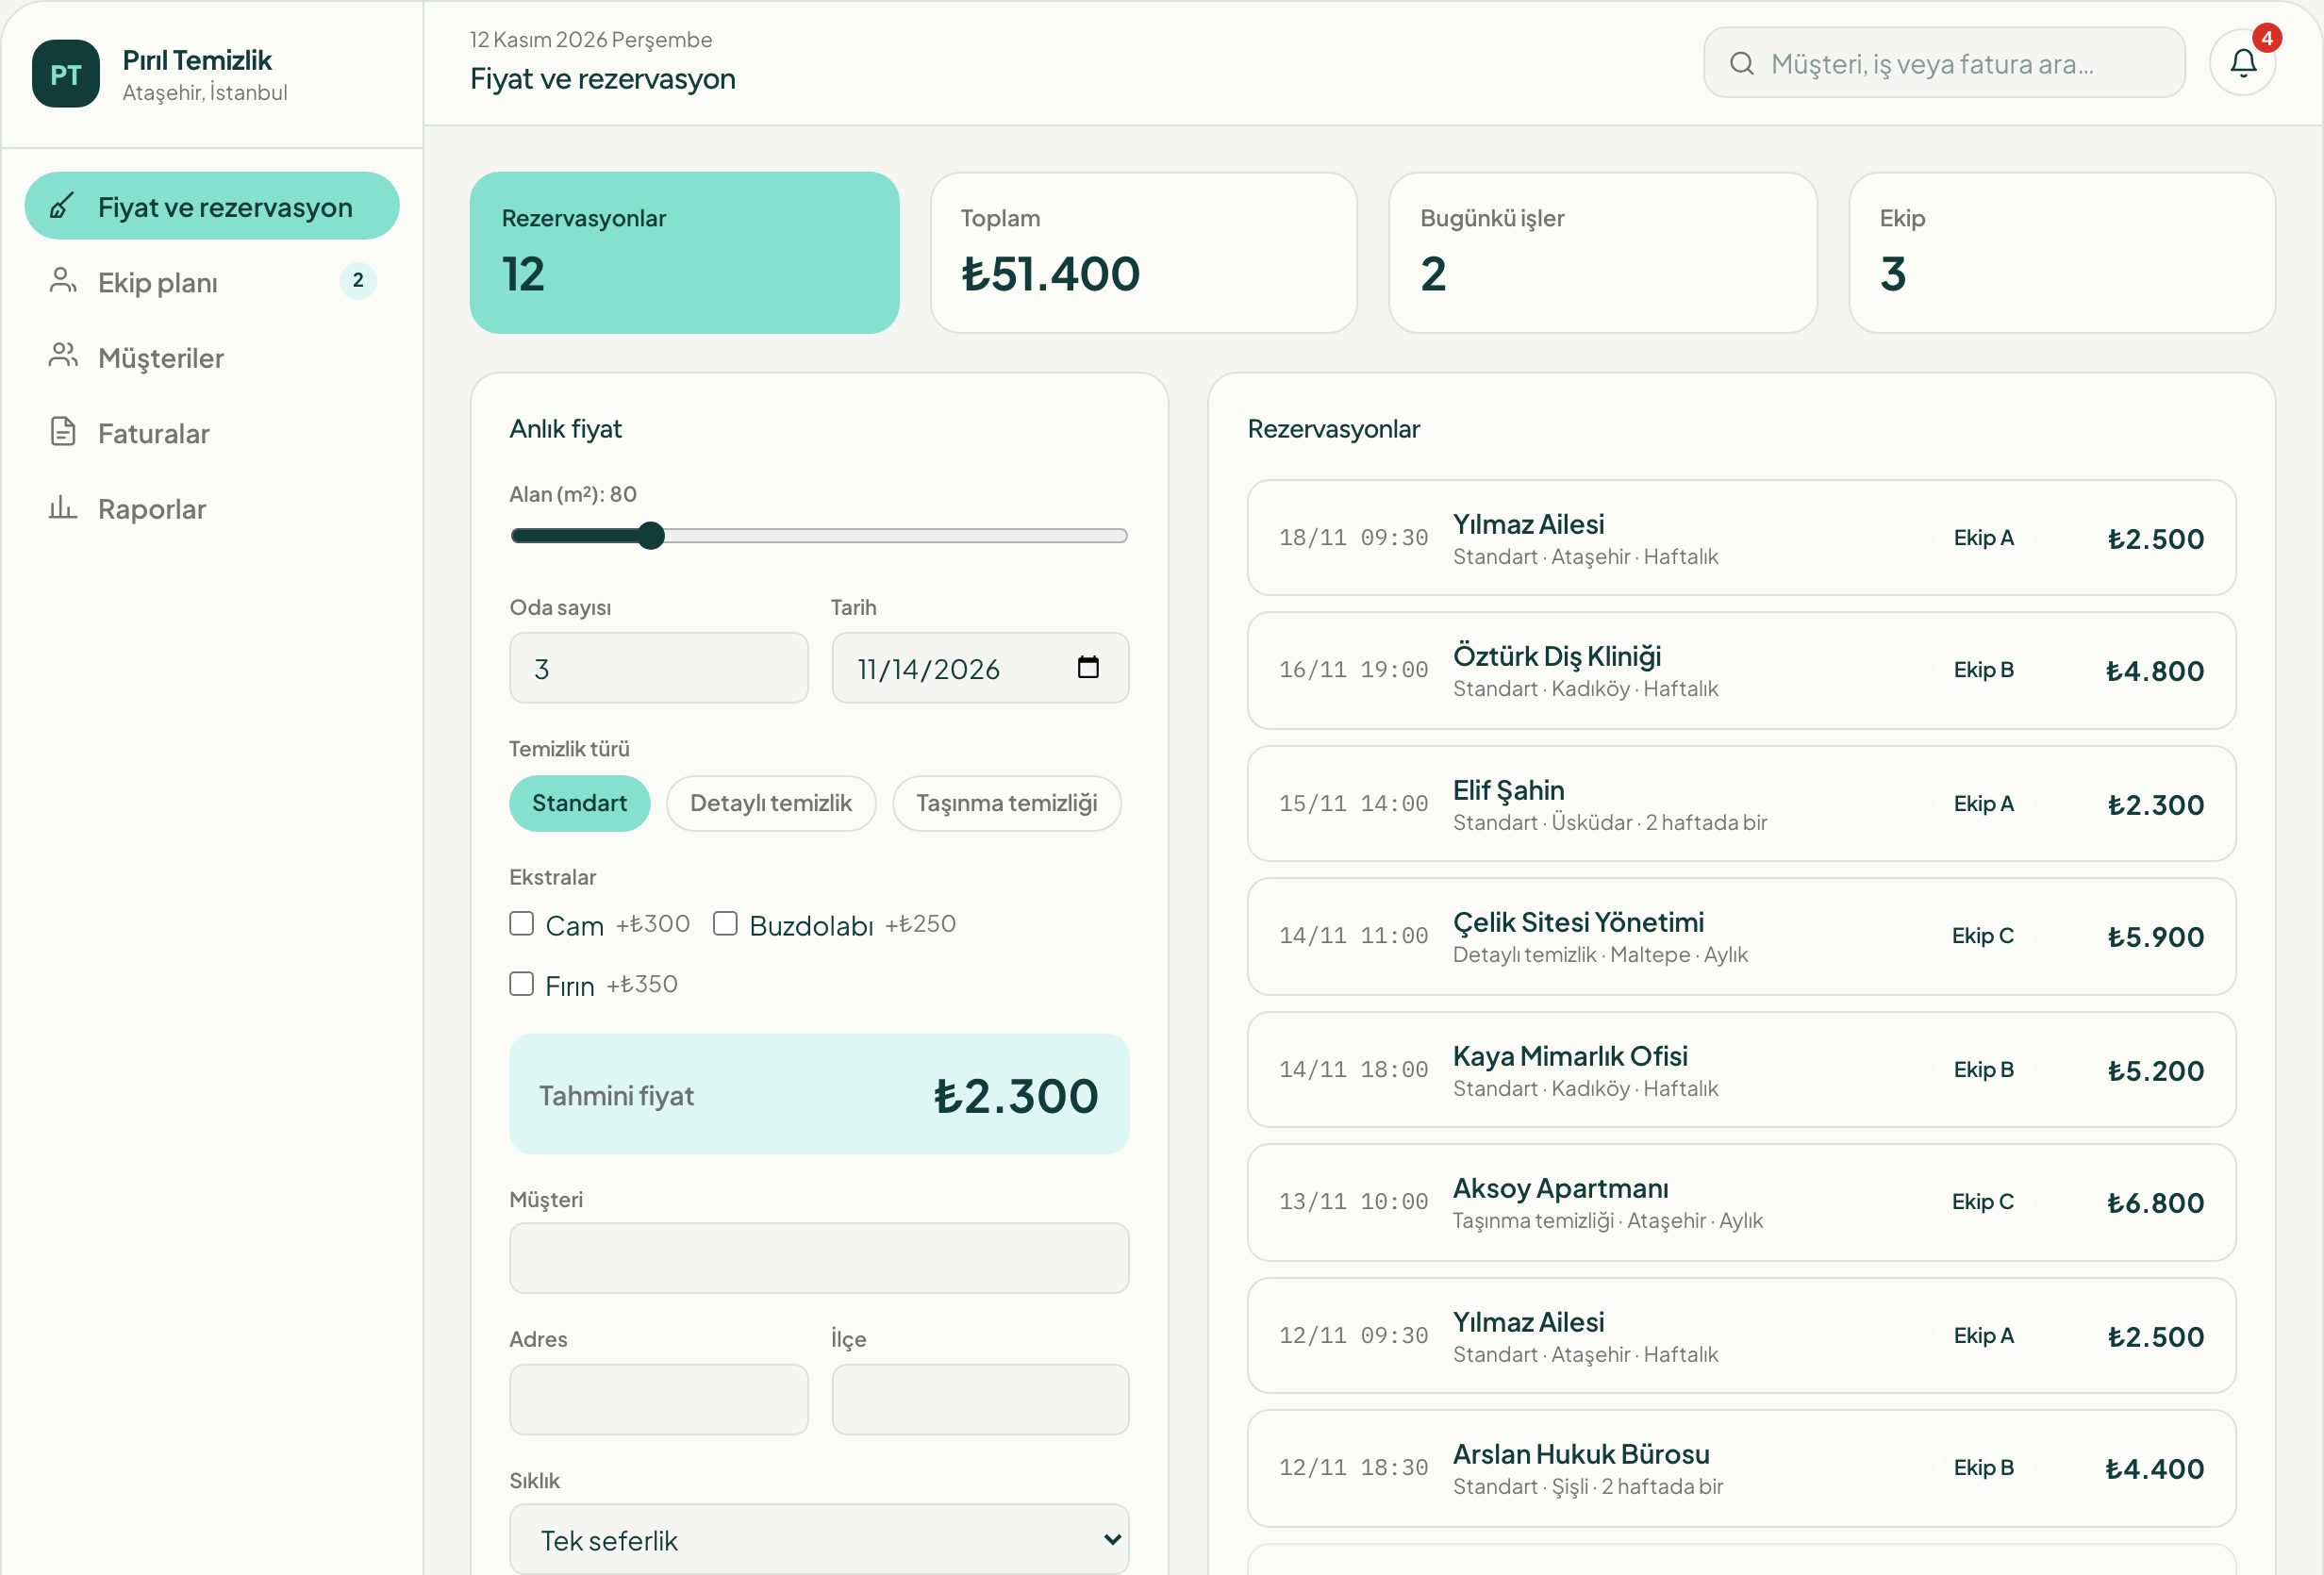 PT
Pırıl Temizlik
Ataşehir, İstanbul
Fiyat ve rezervasyon
Ekip planı
2
Müşteriler
Faturalar
Raporlar
12 Kasım 2026 Perşembe
Fiyat ve rezervasyon
Müşteri, iş veya fatura ara...
4
Rezervasyonlar
12
Toplam
₺51.400
Bugünkü işler
2
Ekip
3
Anlık fiyat
Alan (m²): 80
Oda sayısı
3
Tarih
11/14/2026
Temizlik türü
Standart
Detaylı temizlik
Taşınma temizliği
Ekstralar
Cam +₺300
Buzdolabı +₺250
Fırın +₺350
Tahmini fiyat
₺2.300
Müşteri
Adres
İlçe
Sıklık
Tek seferlik
Rezervasyonlar
18/11 09:30
Yılmaz Ailesi
Standart · Ataşehir · Haftalık
Ekip A
₺2.500
16/11 19:00
Öztürk Diş Kliniği
Standart · Kadıköy · Haftalık
Ekip B
₺4.800
15/11 14:00
Elif Şahin
Standart · Üsküdar · 2 haftada bir
Ekip A
₺2.300
14/11 11:00
Çelik Sitesi Yönetimi
Detaylı temizlik · Maltepe · Aylık
Ekip C
₺5.900
14/11 18:00
Kaya Mimarlık Ofisi
Standart · Kadıköy · Haftalık
Ekip B
₺5.200
13/11 10:00
Aksoy Apartmanı
Taşınma temizliği · Ataşehir · Aylık
Ekip C
₺6.800
12/11 09:30
Yılmaz Ailesi
Standart · Ataşehir · Haftalık
Ekip A
₺2.500
12/11 18:30
Arslan Hukuk Bürosu
Standart · Şişli · 2 haftada bir
Ekip B
₺4.400